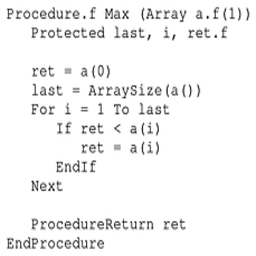 Procedure.f Max (Array a.f(1))
   Protected last, i, ret.f

   ret = a(0)
   last = ArraySize(a())
   For i = 1 To last
      If ret < a(i)
         ret = a(i)
      EndIf
   Next

   ProcedureReturn ret
EndProcedure